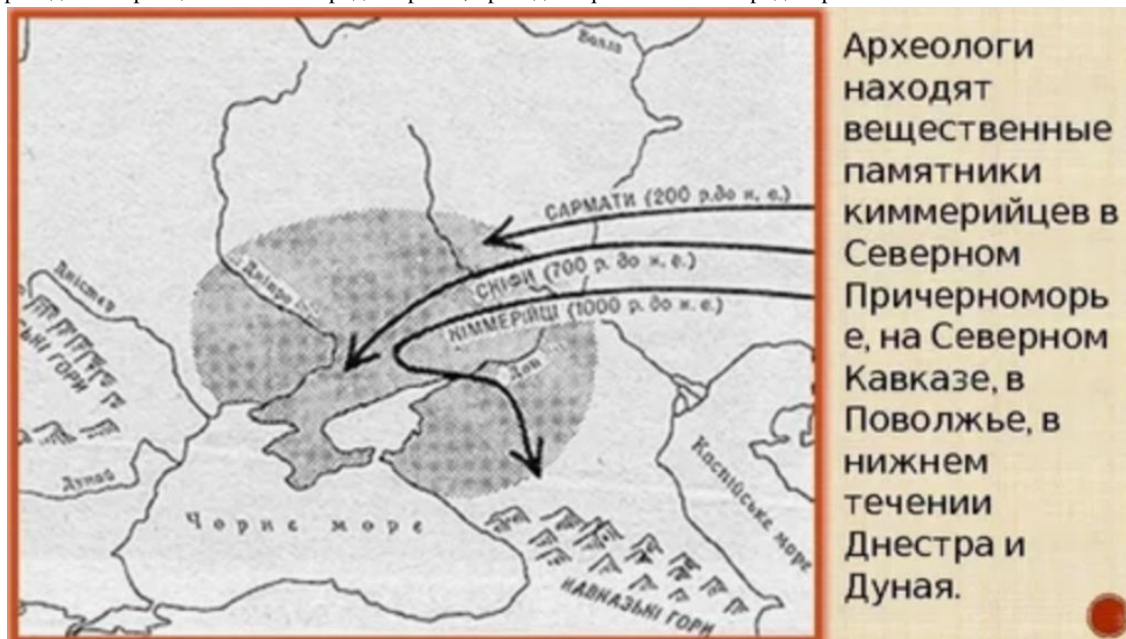 Волга
САРМАТИ (200 р.до н. е.)
СКІФИ (700 р. до н. е.)
КІММЕРІЙЦІ (1000 р. до н. е.)
Дніпро
Дністер
ГОРИ
Дон
Дунай
Каспійське море
Чорне море
КАВКАЗЬКІ ГОРИ
Археологи
находят
вещественные
памятники
киммерийцев в
Северном
Причерноморь
е, на Северном
Кавказе, в
Поволжье, в
нижнем
течении
Днестра и
Дуная.